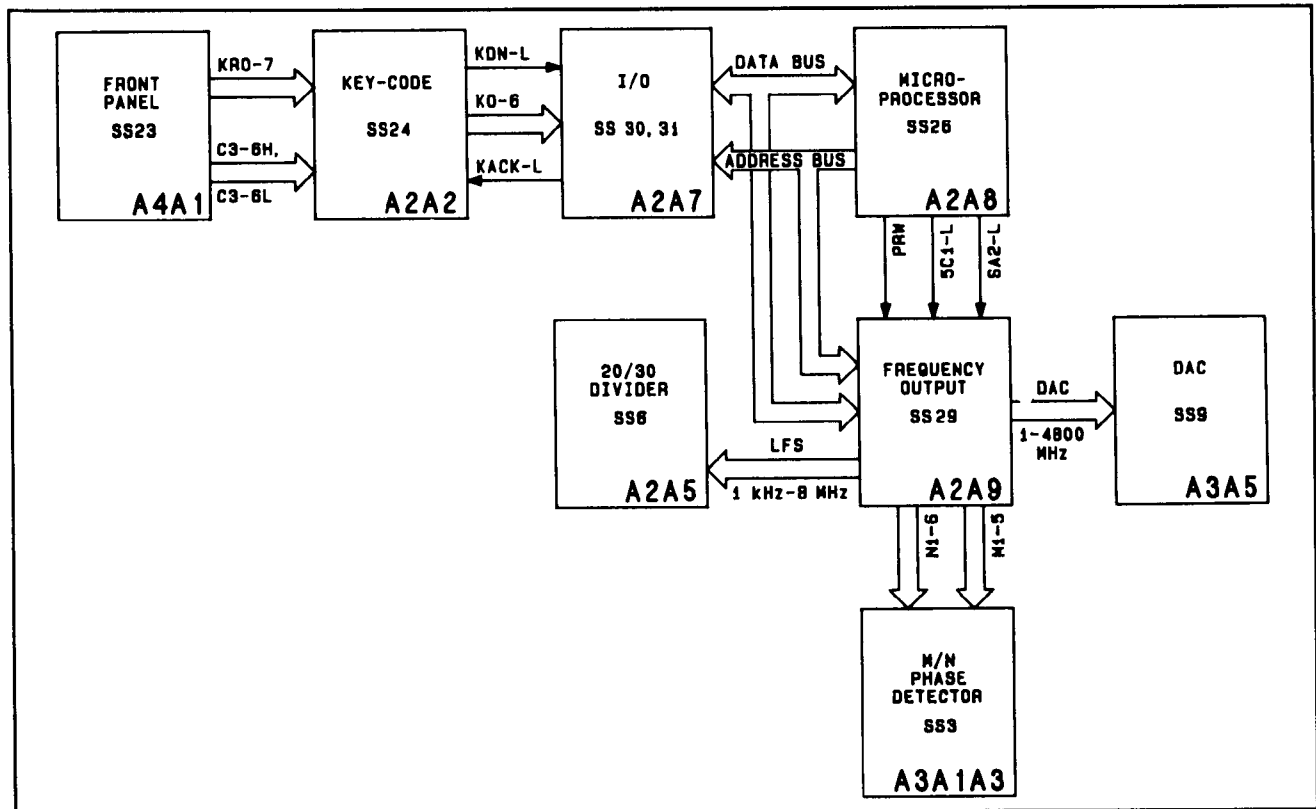 FRONT
PANEL
SS23
A4A1
KR0-7
C3-6H,
C3-6L
KEY-CODE
SS24
A2A2
KDN-L
KO-6
KACK-L
I/O
SS 30, 31
A2A7
DATA BUS
ADDRESS BUS
MICRO-
PROCESSOR
SS26
A2A8
PRW
5C1-L
6A2-L
20/30
DIVIDER
SS6
A2A5
LFS
1 kHz-8 MHz
FREQUENCY
OUTPUT
SS29
A2A9
DAC
1-4800
MHz
DAC
SS9
A3A5
N1-6
M1-5
M/N
PHASE
DETECTOR
SS3
A3A1A3